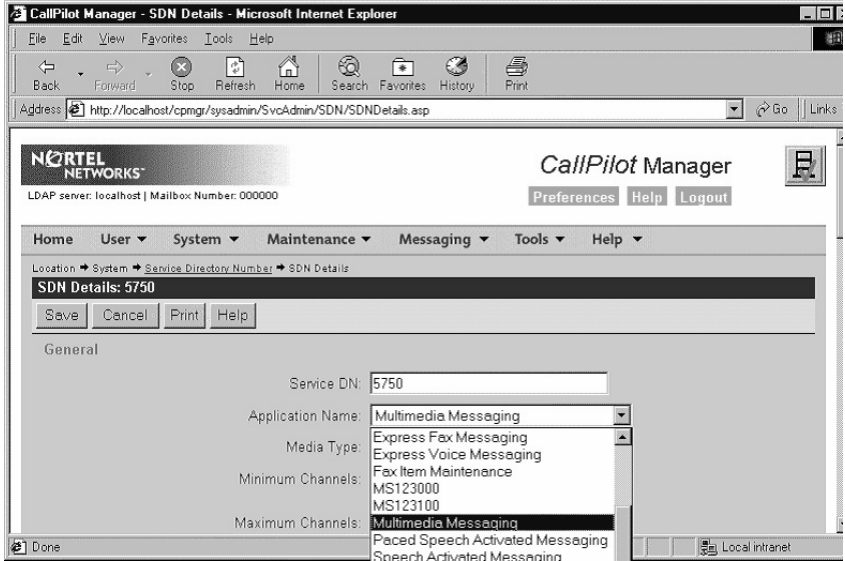 CallPilot Manager - SDN Details - Microsoft Internet Explorer
File Edit View Favorites Tools Help
Back Forward Stop Refresh Home Search Favorites History Print
Address http://localhost/cpmgr/sysadmin/SvcAdmin/SDN/SDNDetails.asp Go Links
NORTEL
NETWORKS™
CallPilot Manager
LDAP server: localhost | Mailbox Number: 000000
Preferences Help Logout
Home User System Maintenance Messaging Tools Help
Location → System → Service Directory Number → SDN Details
SDN Details: 5750
Save Cancel Print Help
General
Service DN: 5750
Application Name: Multimedia Messaging
Media Type:
Minimum Channels:
Maximum Channels:
Express Fax Messaging
Express Voice Messaging
Fax Item Maintenance
MS123000
MS123100
Multimedia Messaging
Paced Speech Activated Messaging
Speech Activated Messaging
Done Local intranet